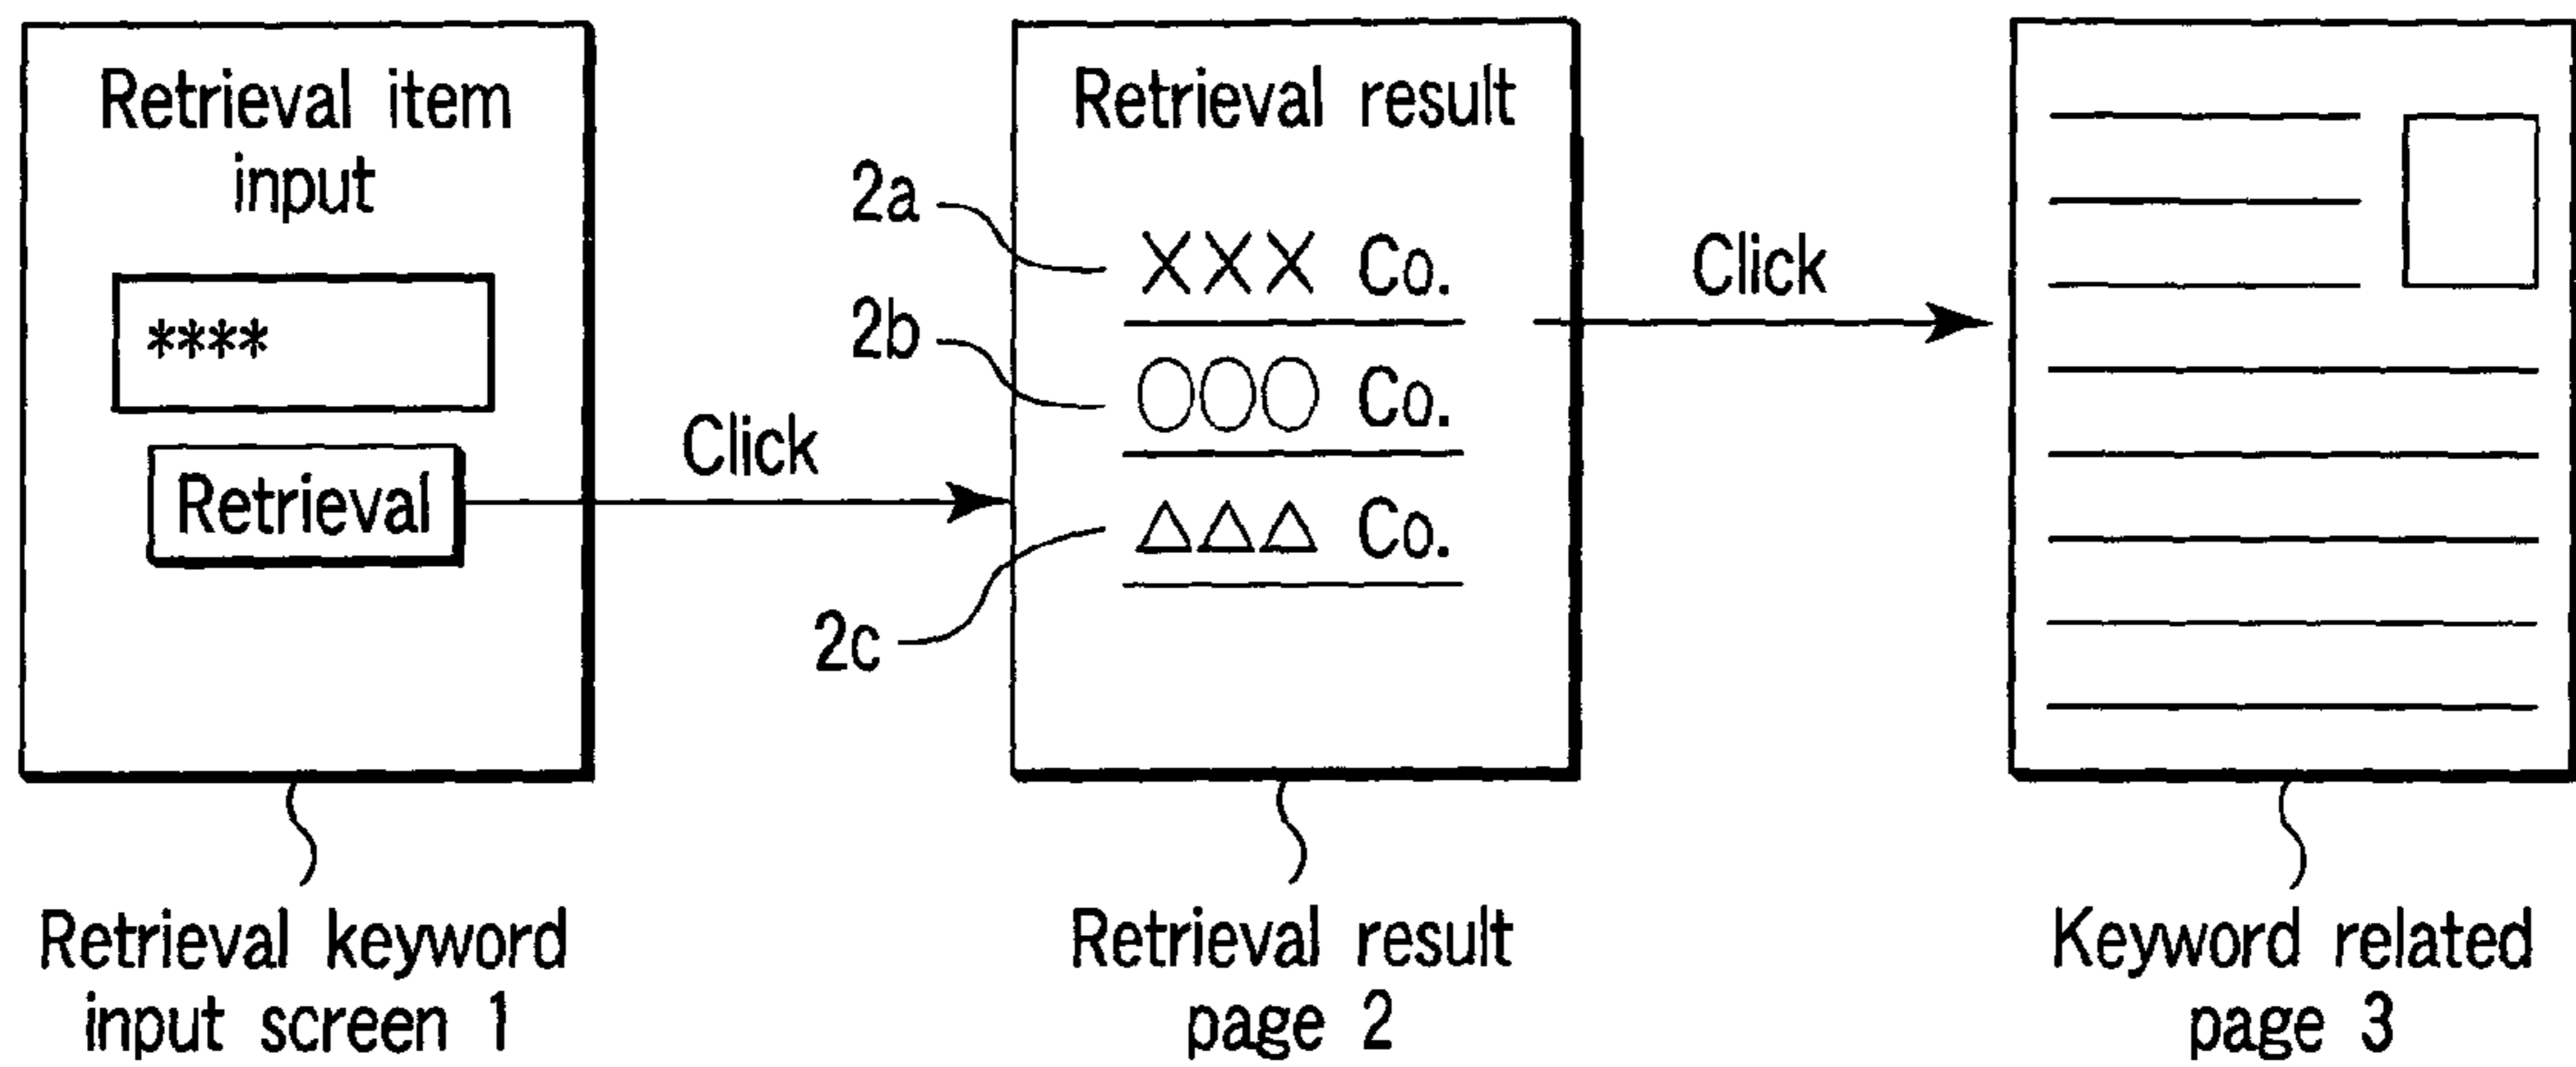 Retrieval item
input
****
Retrieval
Click
Retrieval result
2a
XXX Co.
2b
○○○ Co.
2c
△△△ Co.
Click
Retrieval keyword
input screen 1
Retrieval result
page 2
Keyword related
page 3